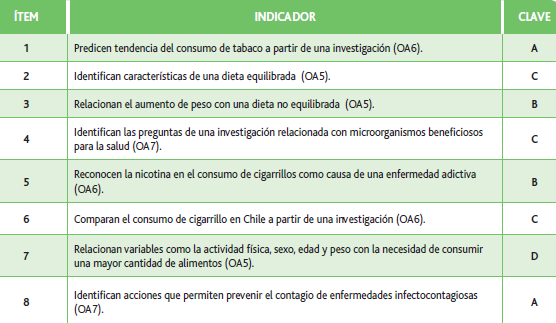 ÍTEM INDICADOR CLAVE
1 Predicen tendencia del consumo de tabaco a partir de una investigación (OA6). A
2 Identifican características de una dieta equilibrada (OA5). C
3 Relacionan el aumento de peso con una dieta no equilibrada (OA5). B
4 Identifican las preguntas de una investigación relacionada con microorganismos beneficiosos
para la salud (OA7). C
5 Reconocen la nicotina en el consumo de cigarrillos como causa de una enfermedad adictiva
(OA6). B
6 Comparan el consumo de cigarrillo en Chile a partir de una investigación (OA6). C
7 Relacionan variables como la actividad física, sexo, edad y peso con la necesidad de consumir
una mayor cantidad de alimentos (OA5). D
8 Identifican acciones que permiten prevenir el contagio de enfermedades infectocontagiosas
(OA7). A